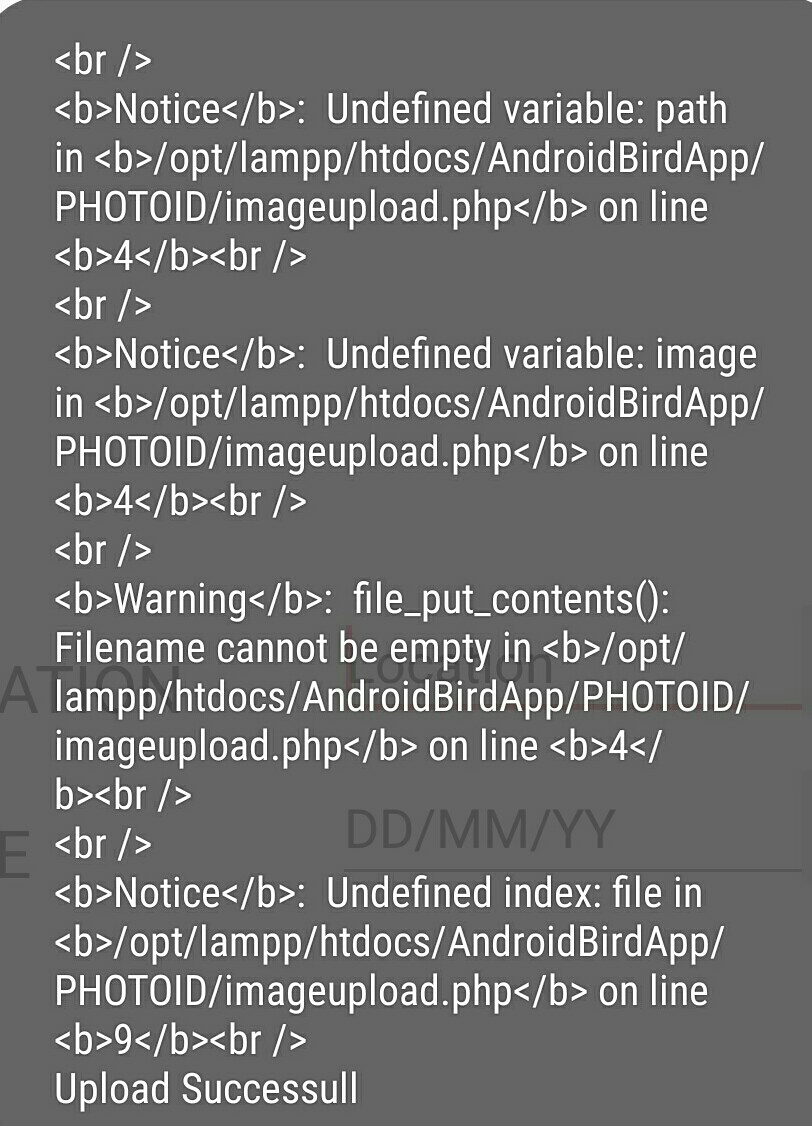 <br />
<b>Notice</b>:  Undefined variable: path
in <b>/opt/lampp/htdocs/AndroidBirdApp/
PHOTOID/imageupload.php</b> on line
<b>4</b><br />
<br />
<b>Notice</b>:  Undefined variable: image
in <b>/opt/lampp/htdocs/AndroidBirdApp/
PHOTOID/imageupload.php</b> on line
<b>4</b><br />
<br />
<b>Warning</b>:  file_put_contents():
Filename cannot be empty in <b>/opt/
ATION
Location
lampp/htdocs/AndroidBirdApp/PHOTOID/
imageupload.php</b> on line <b>4</
b><br />
E
DD/MM/YY
<br />
<b>Notice</b>:  Undefined index: file in
<b>/opt/lampp/htdocs/AndroidBirdApp/
PHOTOID/imageupload.php</b> on line
<b>9</b><br />
Upload Successull